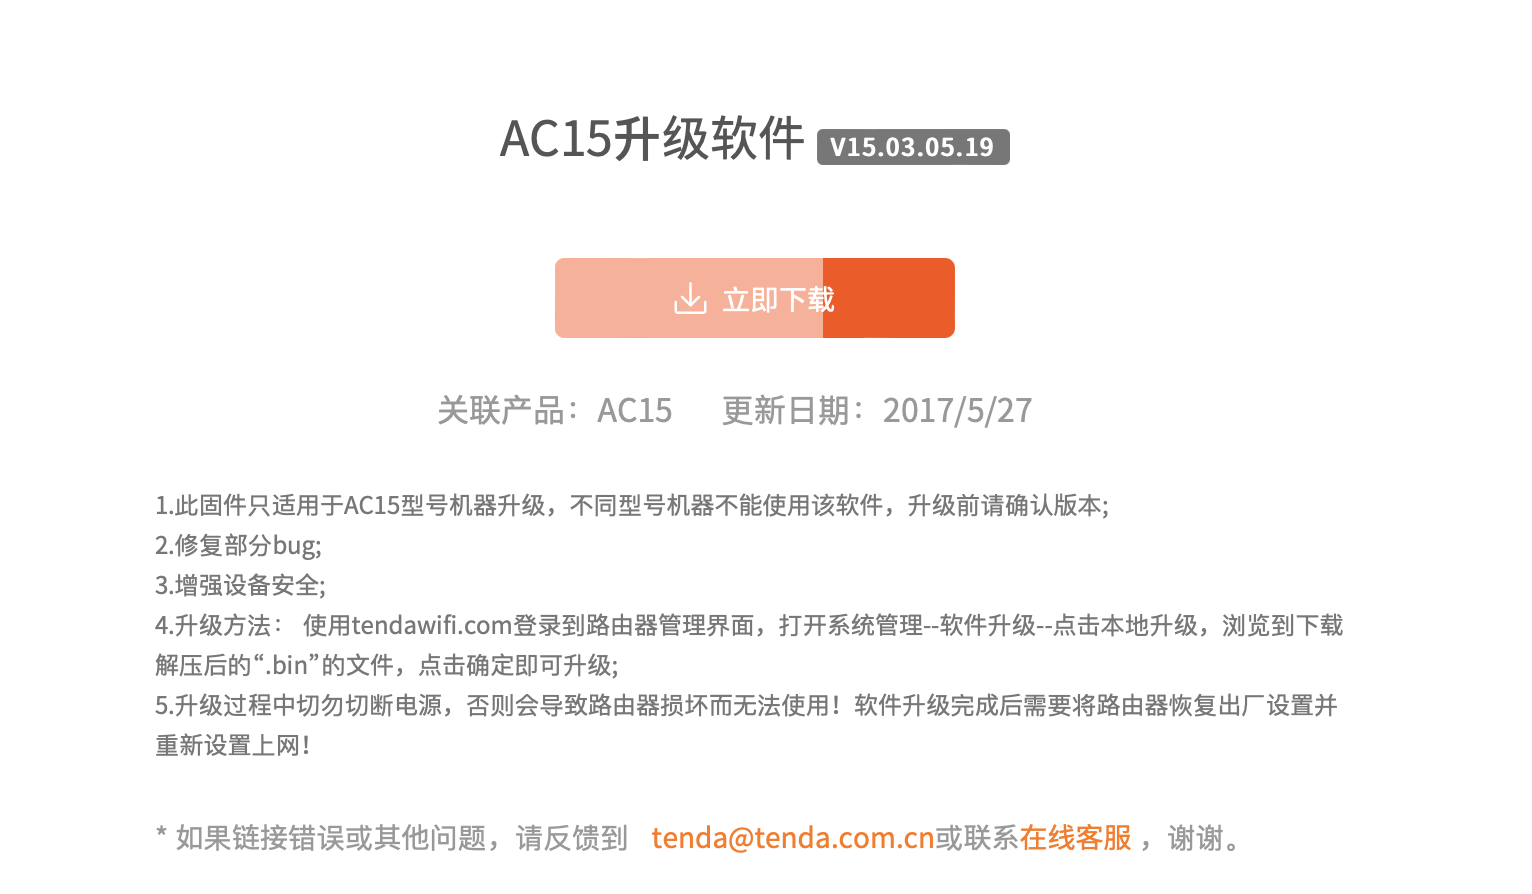 AC15升级软件 V15.03.05.19
立即下载
关联产品：AC15 更新日期：2017/5/27
1.此固件只适用于AC15型号机器升级，不同型号机器不能使用该软件，升级前请确认版本;
2.修复部分bug;
3.增强设备安全;
4.升级方法： 使用tendawifi.com登录到路由器管理界面，打开系统管理--软件升级--点击本地升级，浏览到下载
解压后的“.bin”的文件，点击确定即可升级;
5.升级过程中切勿切断电源，否则会导致路由器损坏而无法使用！软件升级完成后需要将路由器恢复出厂设置并
重新设置上网！
* 如果链接错误或其他问题，请反馈到 tenda@tenda.com.cn或联系在线客服 ，谢谢。